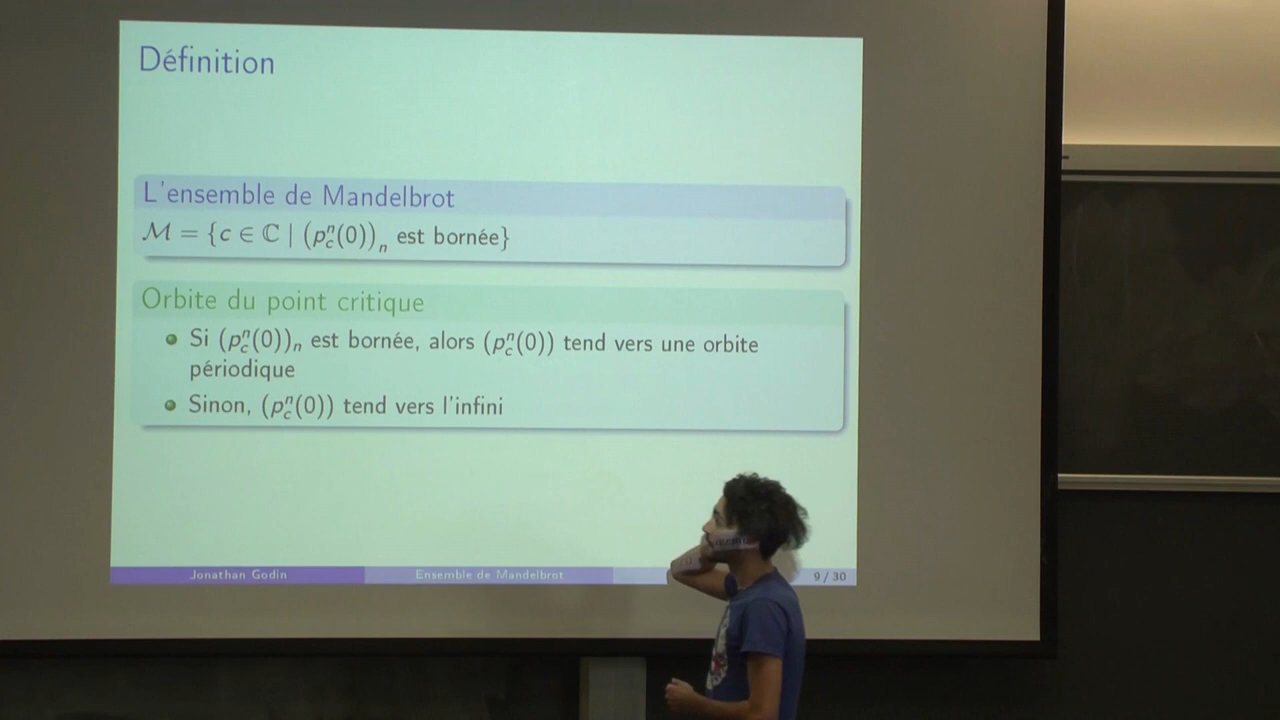 Définition
L'ensemble de Mandelbrot
ℳ = {c ∈ ℂ | (pₙᶜ(0))ₙ est bornée}
Orbite du point critique
Si (p_c^n(0))_n est bornée, alors (p_c^n(0)) tend vers une orbite
périodique
Sinon, (p_c^n(0)) tend vers l'infini
Jonathan Godin
Ensemble de Mandelbrot
9 / 30